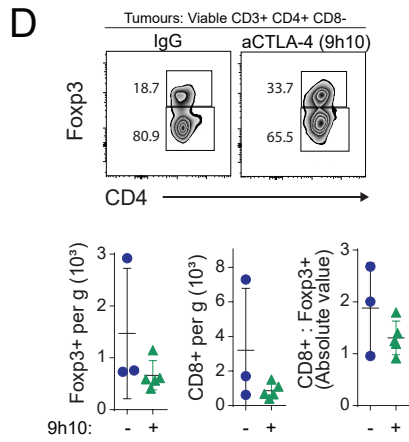 D
Tumours: Viable CD3+ CD4+ CD8-
IgG
aCTLA-4 (9h10)
Foxp3
18.7
80.9
33.7
65.5
CD4
Foxp3+ per g (10³)
3
2
1
0
CD8+ per g (10³)
8
6
4
2
0
CD8+ : Foxp3+
(Absolute value)
3
2
1
0
9h10: - + - + - +